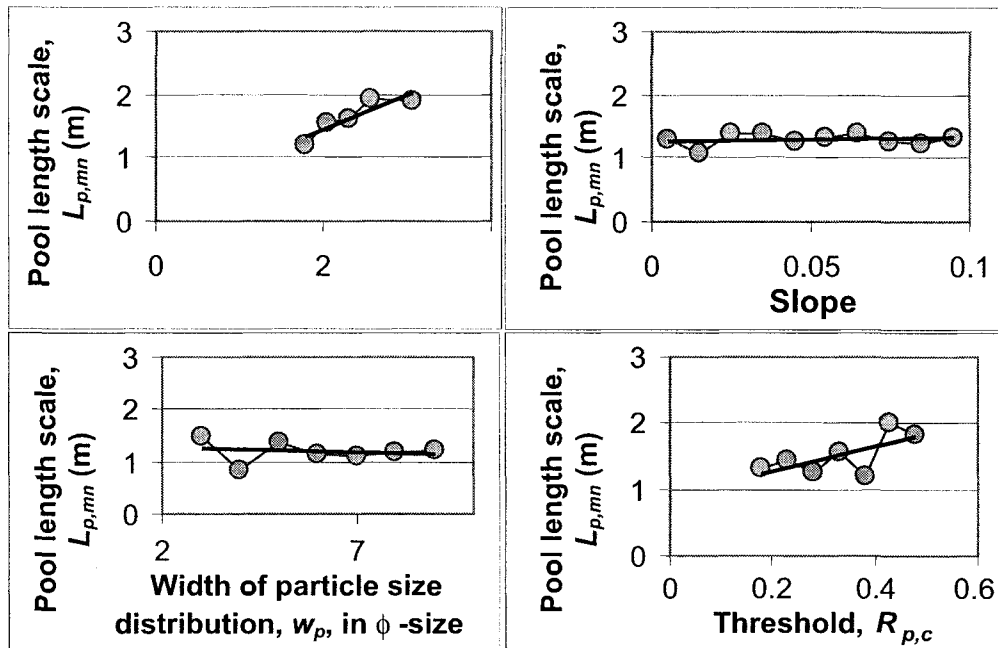 Pool length scale,
L_p,mn (m)
3
2
1
0
0
2
Pool length scale,
L_p,mn (m)
3
2
1
0
0
0.05
0.1
Slope
Pool length scale,
L_p,mn (m)
3
2
1
0
2
7
Width of particle size
distribution, w_p, in ϕ -size
Pool length scale,
L_p,mn (m)
3
2
1
0
0
0.2
0.4
0.6
Threshold, R_p,c